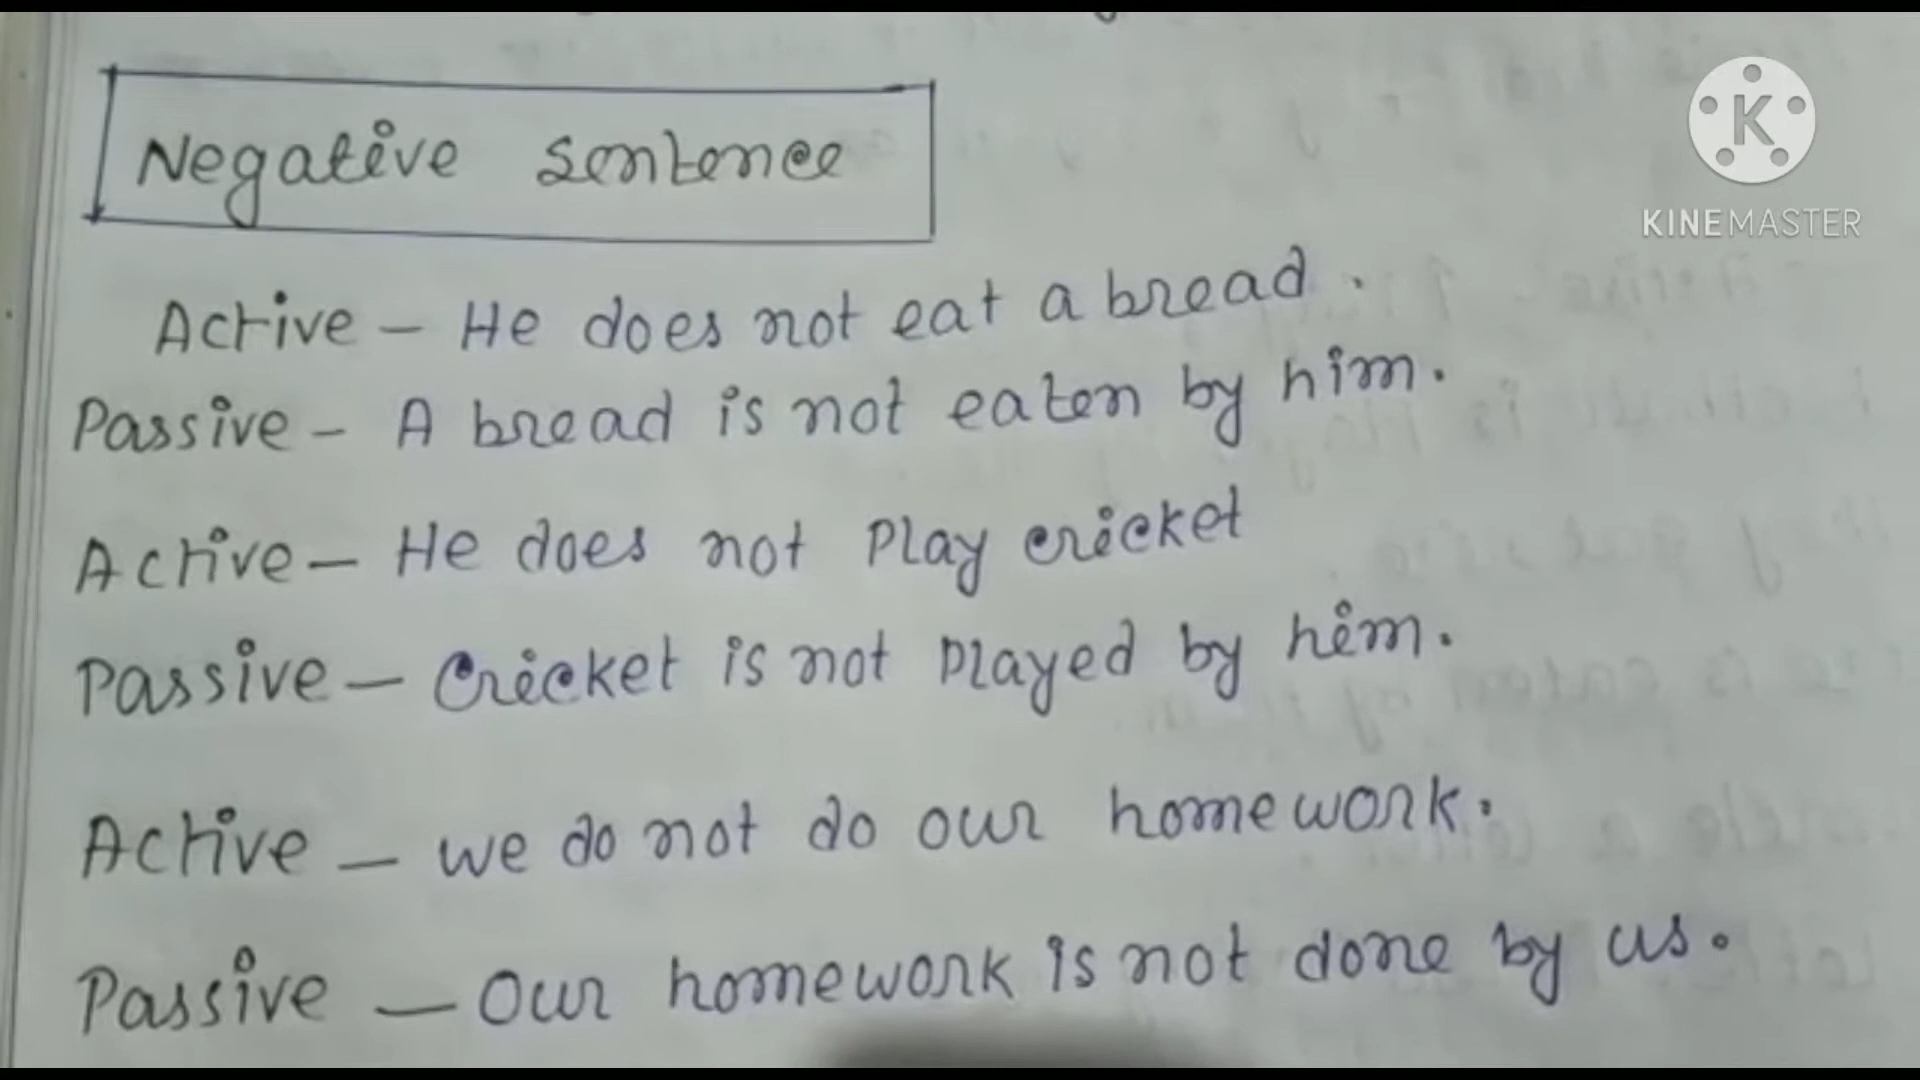 Negative sentence
K
KINEMASTER
Active - He does not eat a bread.
Passive - A bread is not eaten by him.
Active - He does not Play cricket
Passive - Cricket is not Played by him.
Active - we do not do our homework.
Passive - Our homework is not done by us.